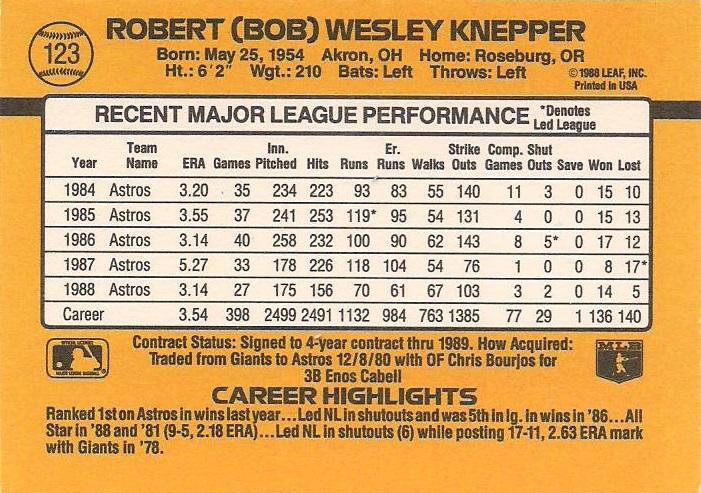 123
ROBERT (BOB) WESLEY KNEPPER
Born: May 25, 1954 Akron, OH Home: Roseburg, OR
Ht.: 6'2" Wgt.: 210 Bats: Left Throws: Left
© 1988 LEAF, INC.
Printed in USA
RECENT MAJOR LEAGUE PERFORMANCE *Denotes Led League
Year Team Name ERA Games Inn. Pitched Hits Runs Er. Runs Walks Strike Outs Comp. Games Shut Outs Save Won Lost
1984 Astros 3.20 35 234 223 93 83 55 140 11 3 0 15 10
1985 Astros 3.55 37 241 253 119* 95 54 131 4 0 0 15 13
1986 Astros 3.14 40 258 232 100 90 62 143 8 5* 0 17 12
1987 Astros 5.27 33 178 226 118 104 54 76 1 0 0 8 17*
1988 Astros 3.14 27 175 156 70 61 67 103 3 2 0 14 5
Career 3.54 398 2499 2491 1132 984 763 1385 77 29 1 136 140
Contract Status: Signed to 4-year contract thru 1989. How Acquired:
Traded from Giants to Astros 12/8/80 with OF Chris Bourjos for
3B Enos Cabell
MLB
CAREER HIGHLIGHTS
Ranked 1st on Astros in wins last year...Led NL in shutouts and was 5th in lg. in wins in '86...All
Star in '88 and '81 (9-5, 2.18 ERA)...Led NL in shutouts (6) while posting 17-11, 2.63 ERA mark
with Giants in '78.